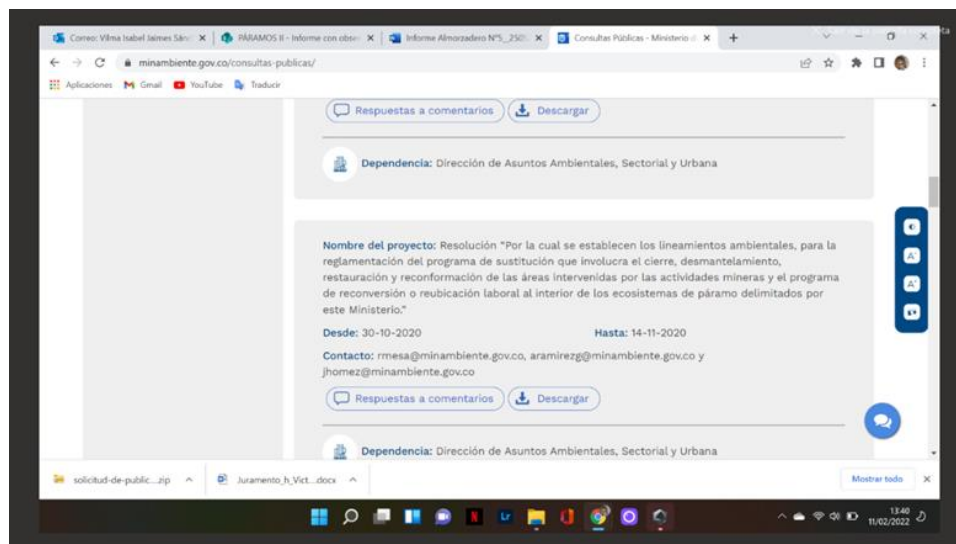 Correo: Vilma Isabel Jaimes Sánc
PÁRAMOS II - Informe con obser
Informe Almorzadero N°5_250
Consultas Públicas - Ministerio d
minambiente.gov.co/consultas-publicas/
Aplicaciones Gmail YouTube Traducir
Respuestas a comentarios Descargar
Dependencia: Dirección de Asuntos Ambientales, Sectorial y Urbana
Nombre del proyecto: Resolución "Por la cual se establecen los lineamientos ambientales, para la
reglamentación del programa de sustitución que involucra el cierre, desmantelamiento,
restauración y reconformación de las áreas intervenidas por las actividades mineras y el programa
de reconversión o reubicación laboral al interior de los ecosistemas de páramo delimitados por
este Ministerio."
Desde: 30-10-2020 Hasta: 14-11-2020
Contacto: rmesa@minambiente.gov.co, aramirezg@minambiente.gov.co y
jhomez@minambiente.gov.co
Respuestas a comentarios Descargar
Dependencia: Dirección de Asuntos Ambientales, Sectorial y Urbana
solicitud-de-public...zip Juramento_h_Vict...docx Mostrar todo
Lr
13:40
11/02/2022